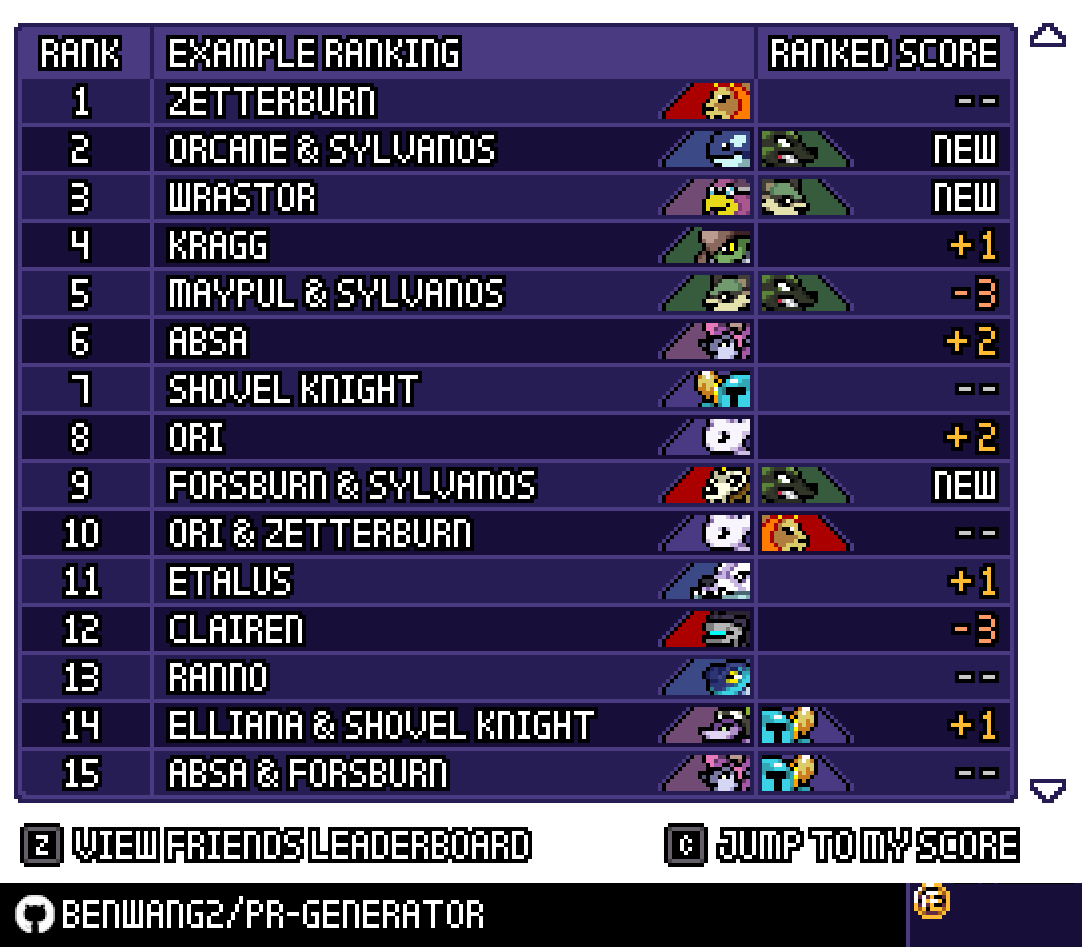 RANK EXAMPLE RANKING RANKED SCORE
1 ZETTERBURN --
2 ORCANE & SYLVANOS NEW
3 WRASTOR NEW
4 KRAGG +1
5 MAYPUL & SYLVANOS -3
6 ABSA +2
7 SHOVEL KNIGHT --
8 ORI +2
9 FORSBURN & SYLVANOS NEW
10 ORI & ZETTERBURN --
11 ETALUS +1
12 CLAIREN -3
13 RANNO --
14 ELLIANA & SHOVEL KNIGHT +1
15 ABSA & FORSBURN --
Z VIEW FRIENDS LEADERBOARD C JUMP TO MY SCORE
BENWANG2/PR-GENERATOR